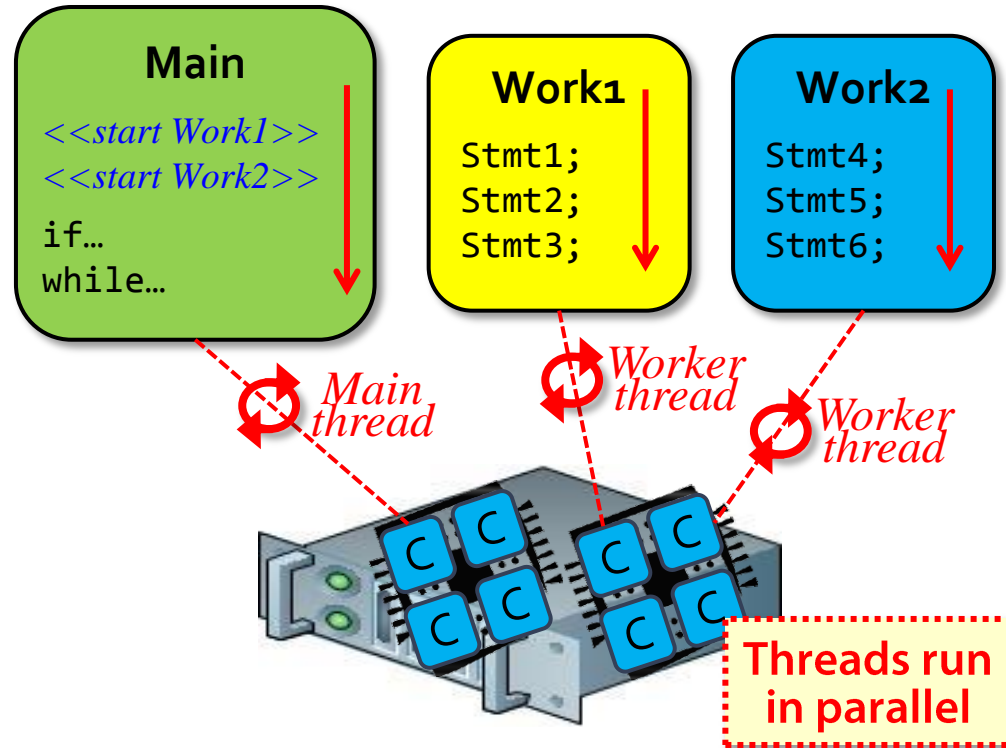 Main
<<start Work1>>
<<start Work2>>
if…
while…
Work1
Stmt1;
Stmt2;
Stmt3;
Work2
Stmt4;
Stmt5;
Stmt6;
Main
thread
Worker
thread
Worker
thread
C C
C C
C C
C C
Threads run
in parallel